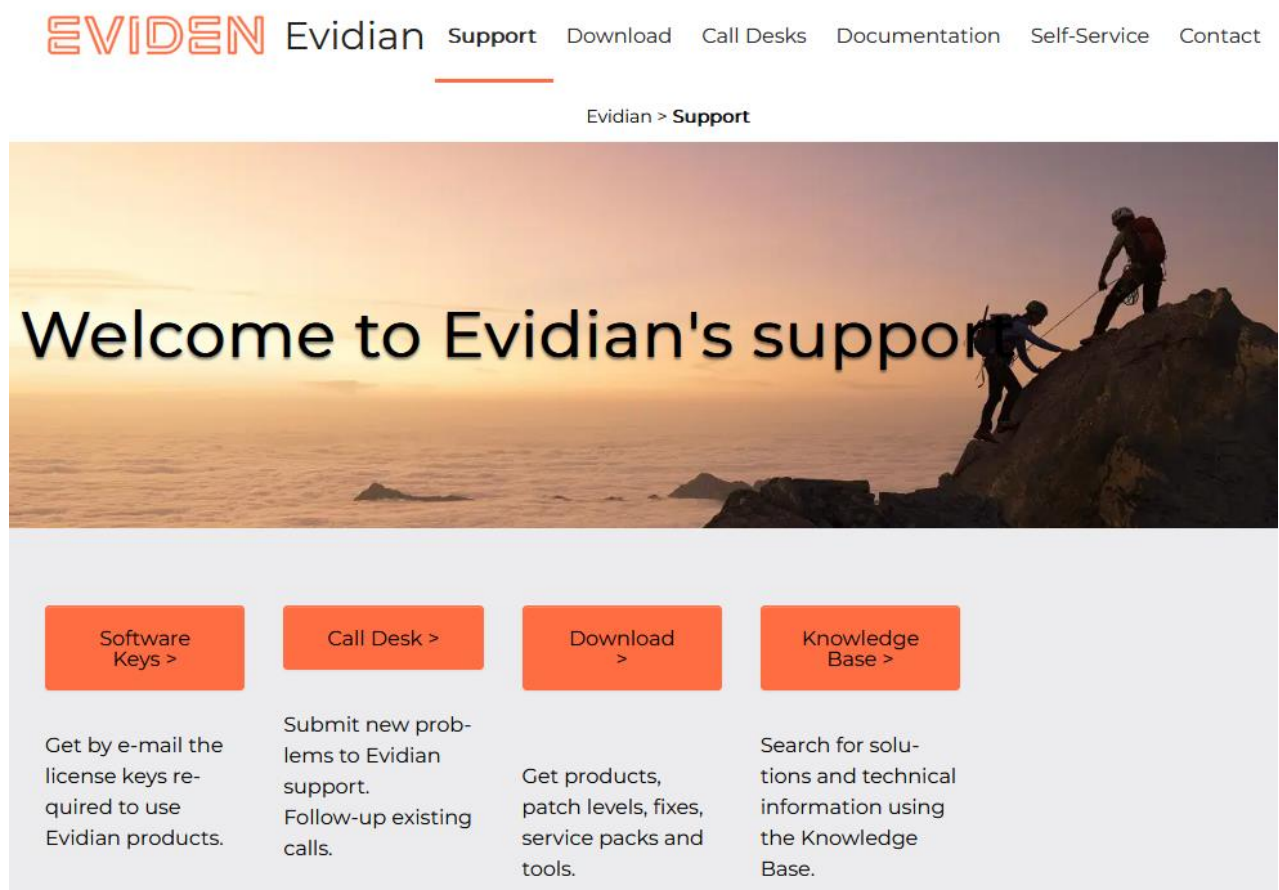 EVIDEN Evidian Support Download Call Desks Documentation Self-Service Contact
Evidian > Support
Welcome to Evidian's support
Software
Keys >
Get by e-mail the
license keys re-
quired to use
Evidian products.
Call Desk >
Submit new prob-
lems to Evidian
support.
Follow-up existing
calls.
Download
>
Get products,
patch levels, fixes,
service packs and
tools.
Knowledge
Base >
Search for solu-
tions and technical
information using
the Knowledge
Base.